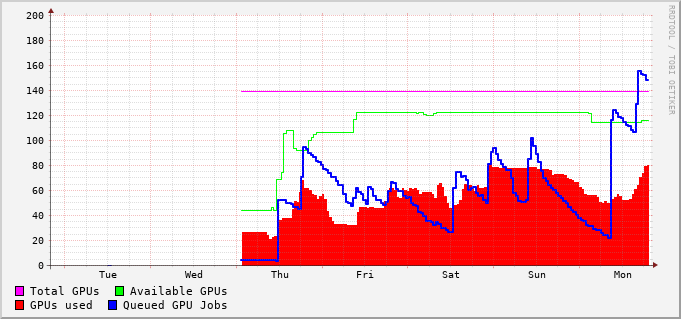 200
180
160
140
120
100
80
60
40
20
0
Tue Wed Thu Fri Sat Sun Mon
Total GPUs Available GPUs
GPUs used Queued GPU Jobs
RRDTOOL / TOBI OETIKER